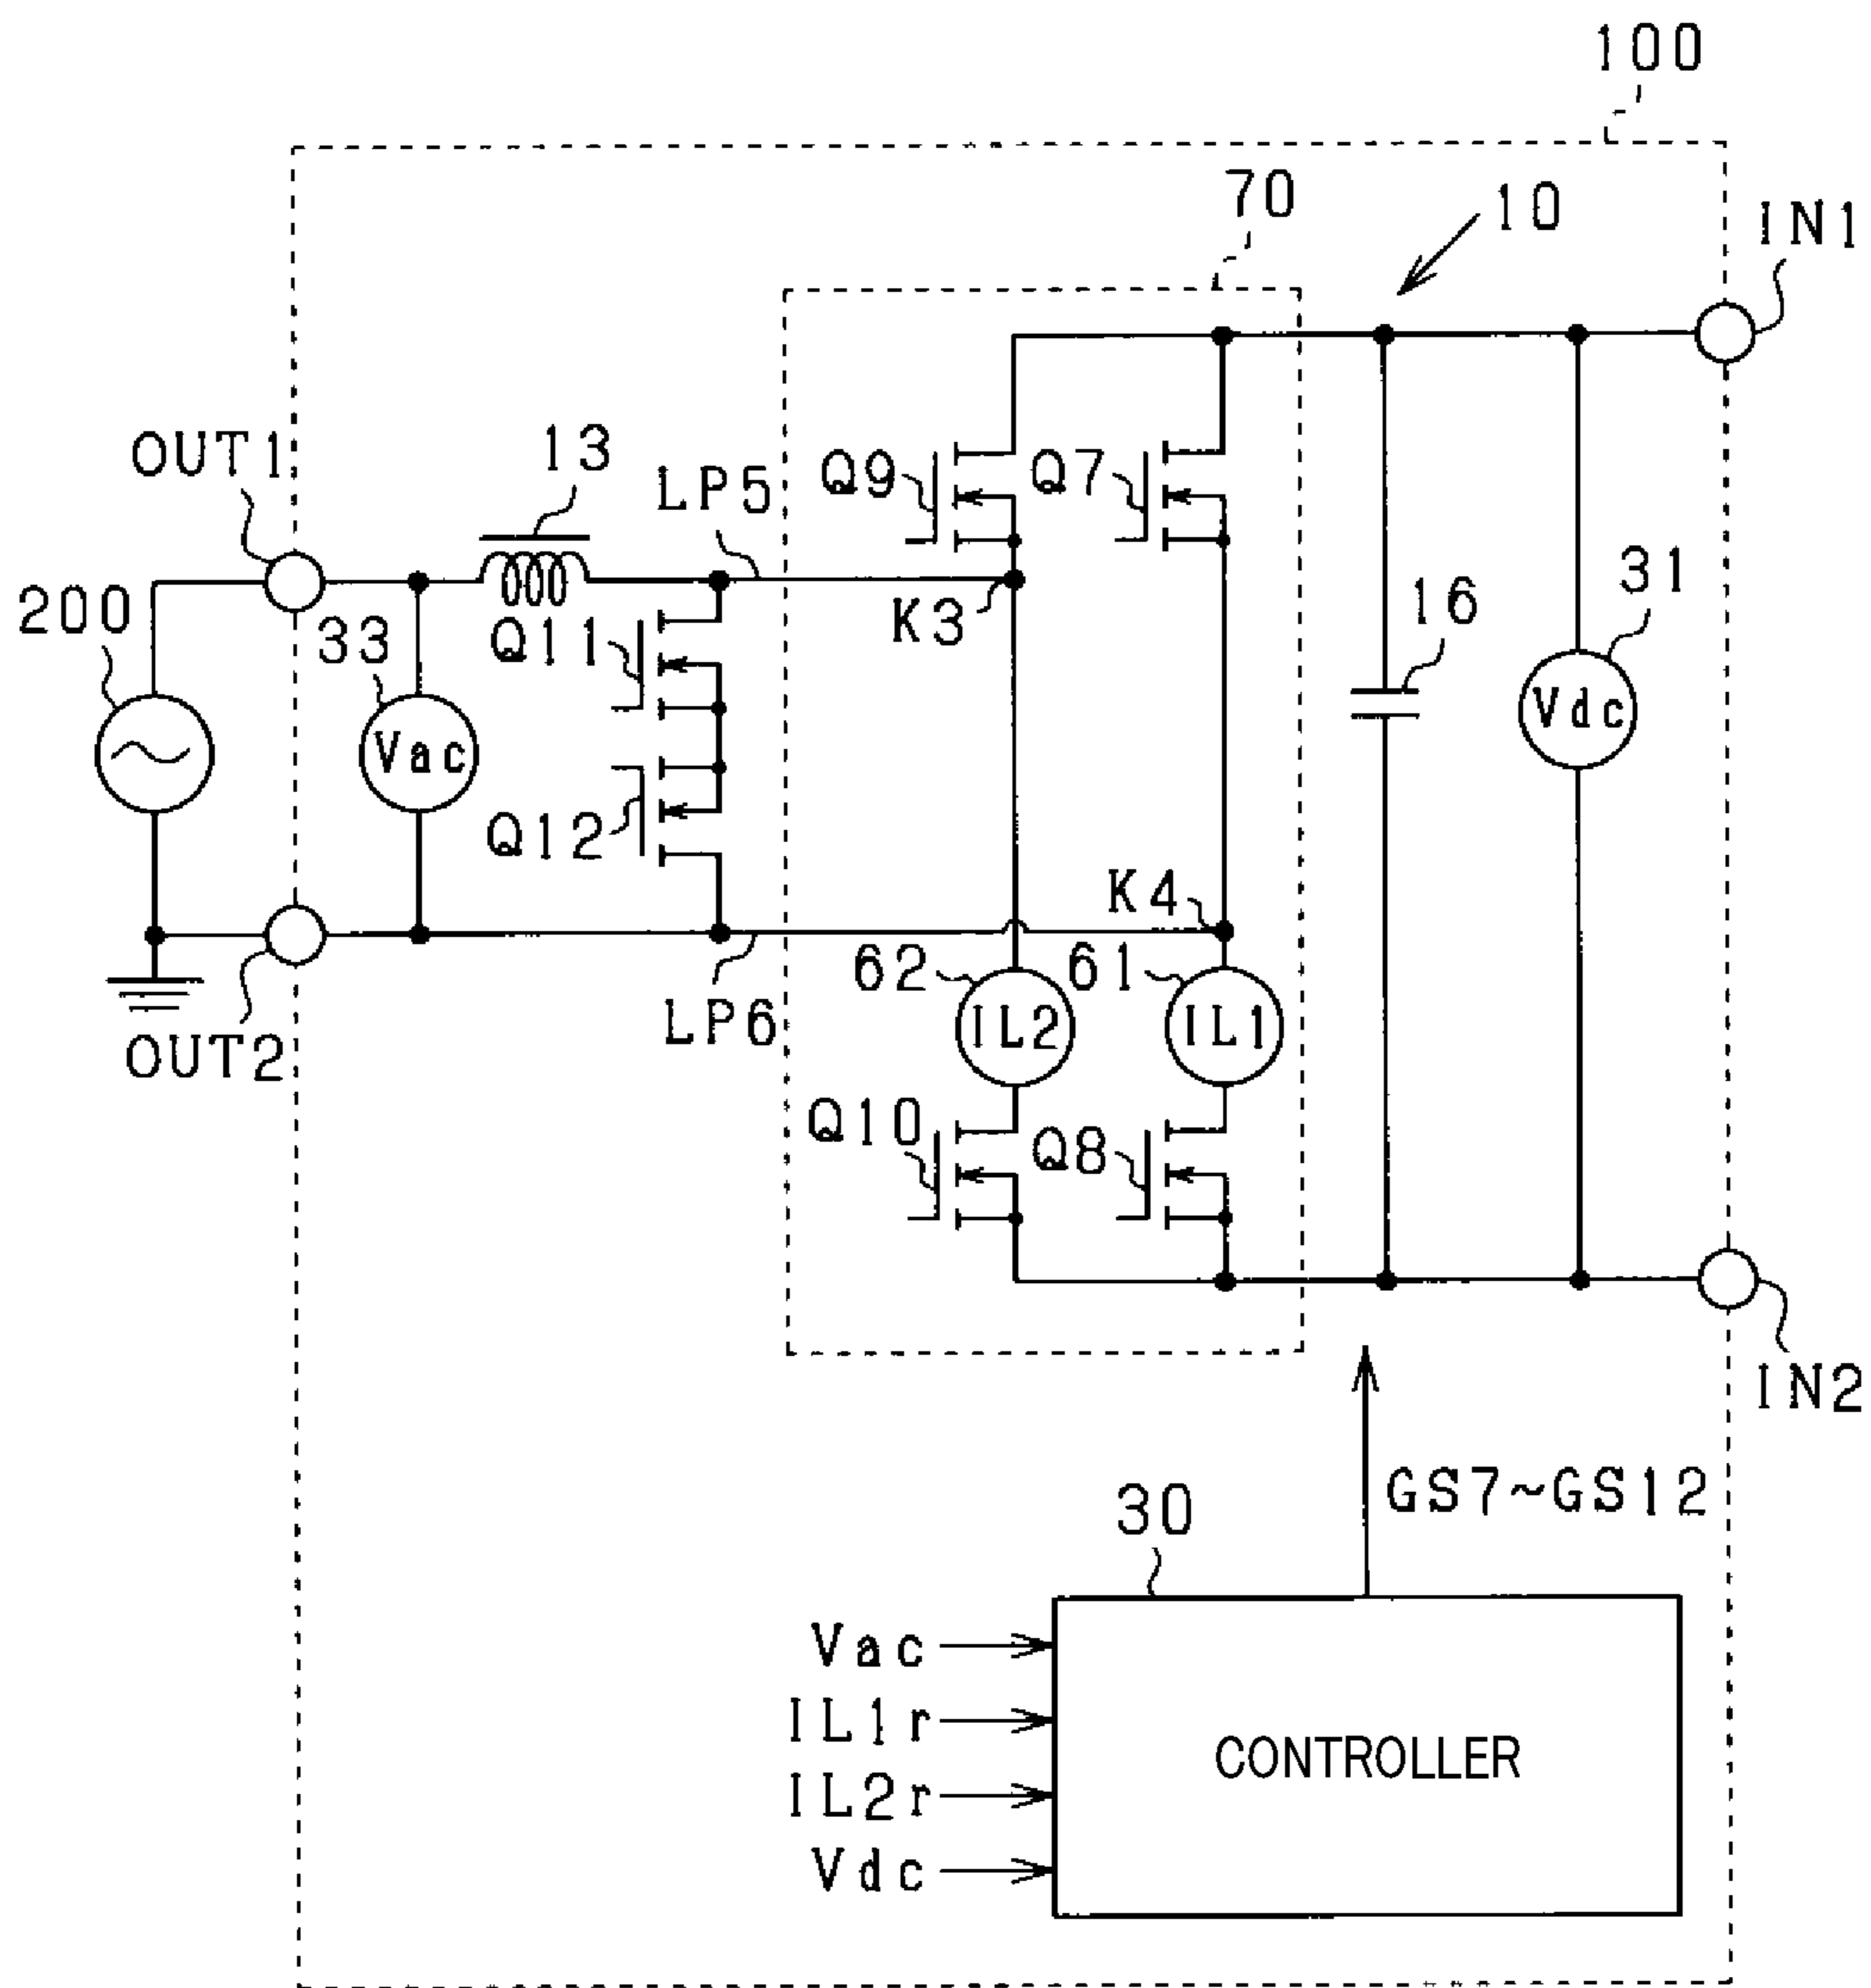 100
70
10
IN1
OUT1
13
LP5
Q9
Q7
200
33
Q11
K3
16
31
Vac
Vdc
Q12
K4
62
61
LP6
OUT2
IL2
IL1
Q10
Q8
IN2
GS7~GS12
30
Vac
IL1r
IL2r
Vdc
CONTROLLER